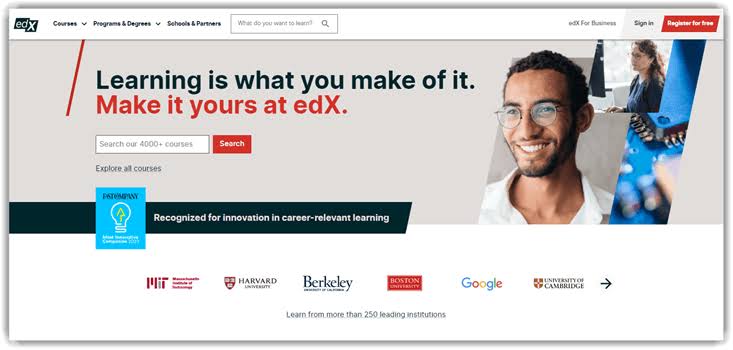 edX
Courses
Programs & Degrees
Schools & Partners
What do you want to learn?
edX For Business
Sign in
Register for free
Learning is what you make of it.
Make it yours at edX.
Search our 4000+ courses
Search
Explore all courses
FAST COMPANY
Most Innovative
Companies
Recognized for innovation in career-relevant learning
MIT
Massachusetts
Institute of
Technology
HARVARD
UNIVERSITY
Berkeley
UNIVERSITY OF CALIFORNIA
BOSTON
UNIVERSITY
Google
UNIVERSITY OF
CAMBRIDGE
Learn from more than 250 leading institutions